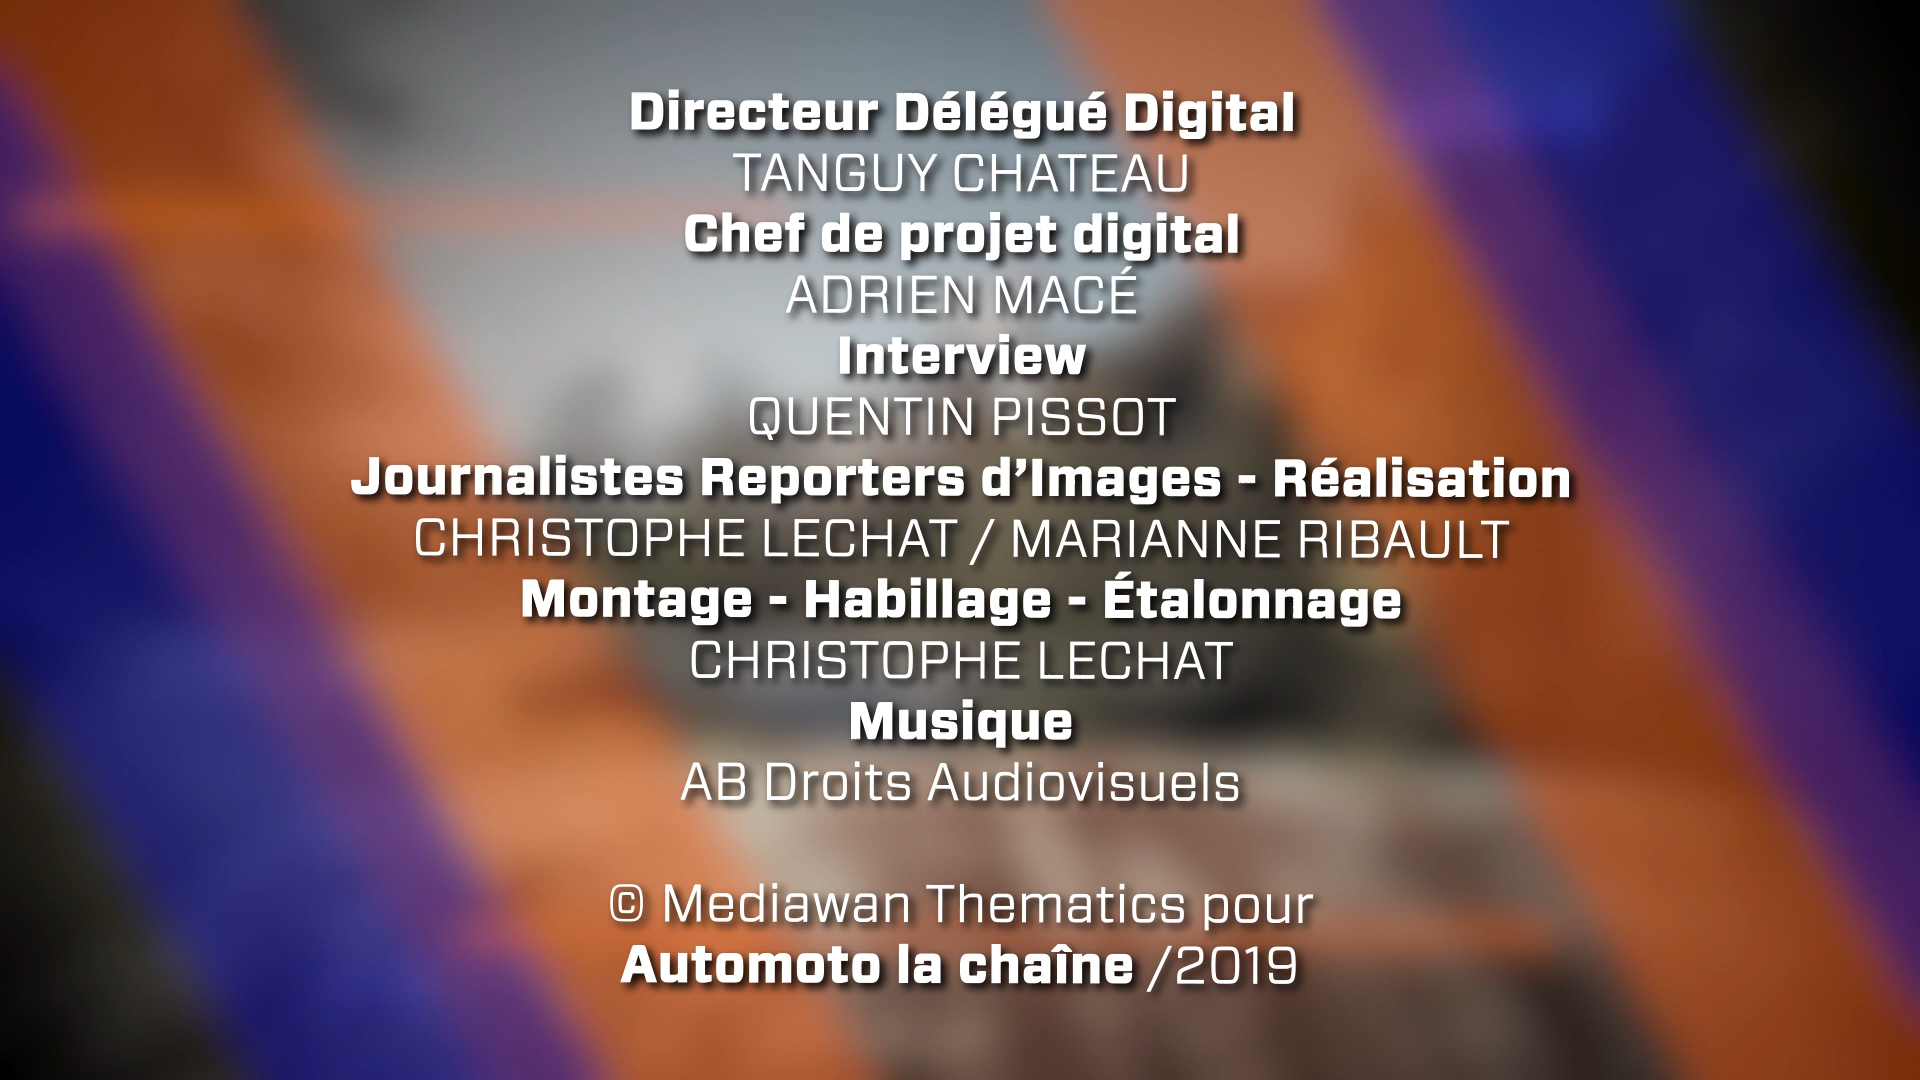 Directeur Délégué Digital
TANGUY CHATEAU
Chef de projet digital
ADRIEN MACÉ
Interview
QUENTIN PISSOT
Journalistes Reporters d’Images - Réalisation
CHRISTOPHE LECHAT / MARIANNE RIBAULT
Montage - Habillage - Étalonnage
CHRISTOPHE LECHAT
Musique
AB Droits Audiovisuels
© Mediawan Thematics pour
Automoto la chaîne /2019